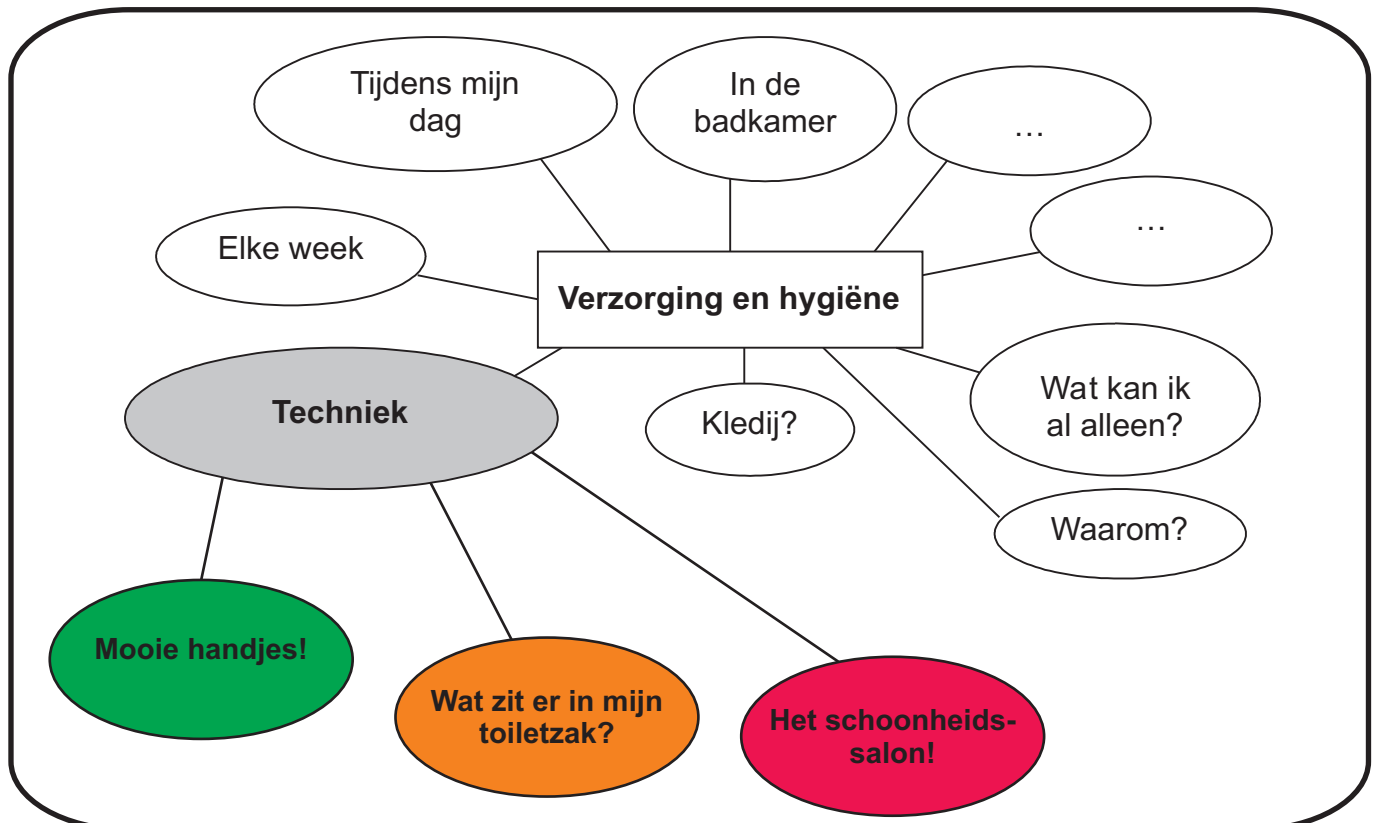 Tijdens mijn
dag
In de
badkamer
…
…
Elke week
Verzorging en hygiëne
Techniek
Kledij?
Wat kan ik
al alleen?
Waarom?
Mooie handjes!
Wat zit er in mijn
toiletzak?
Het schoonheids-
salon!